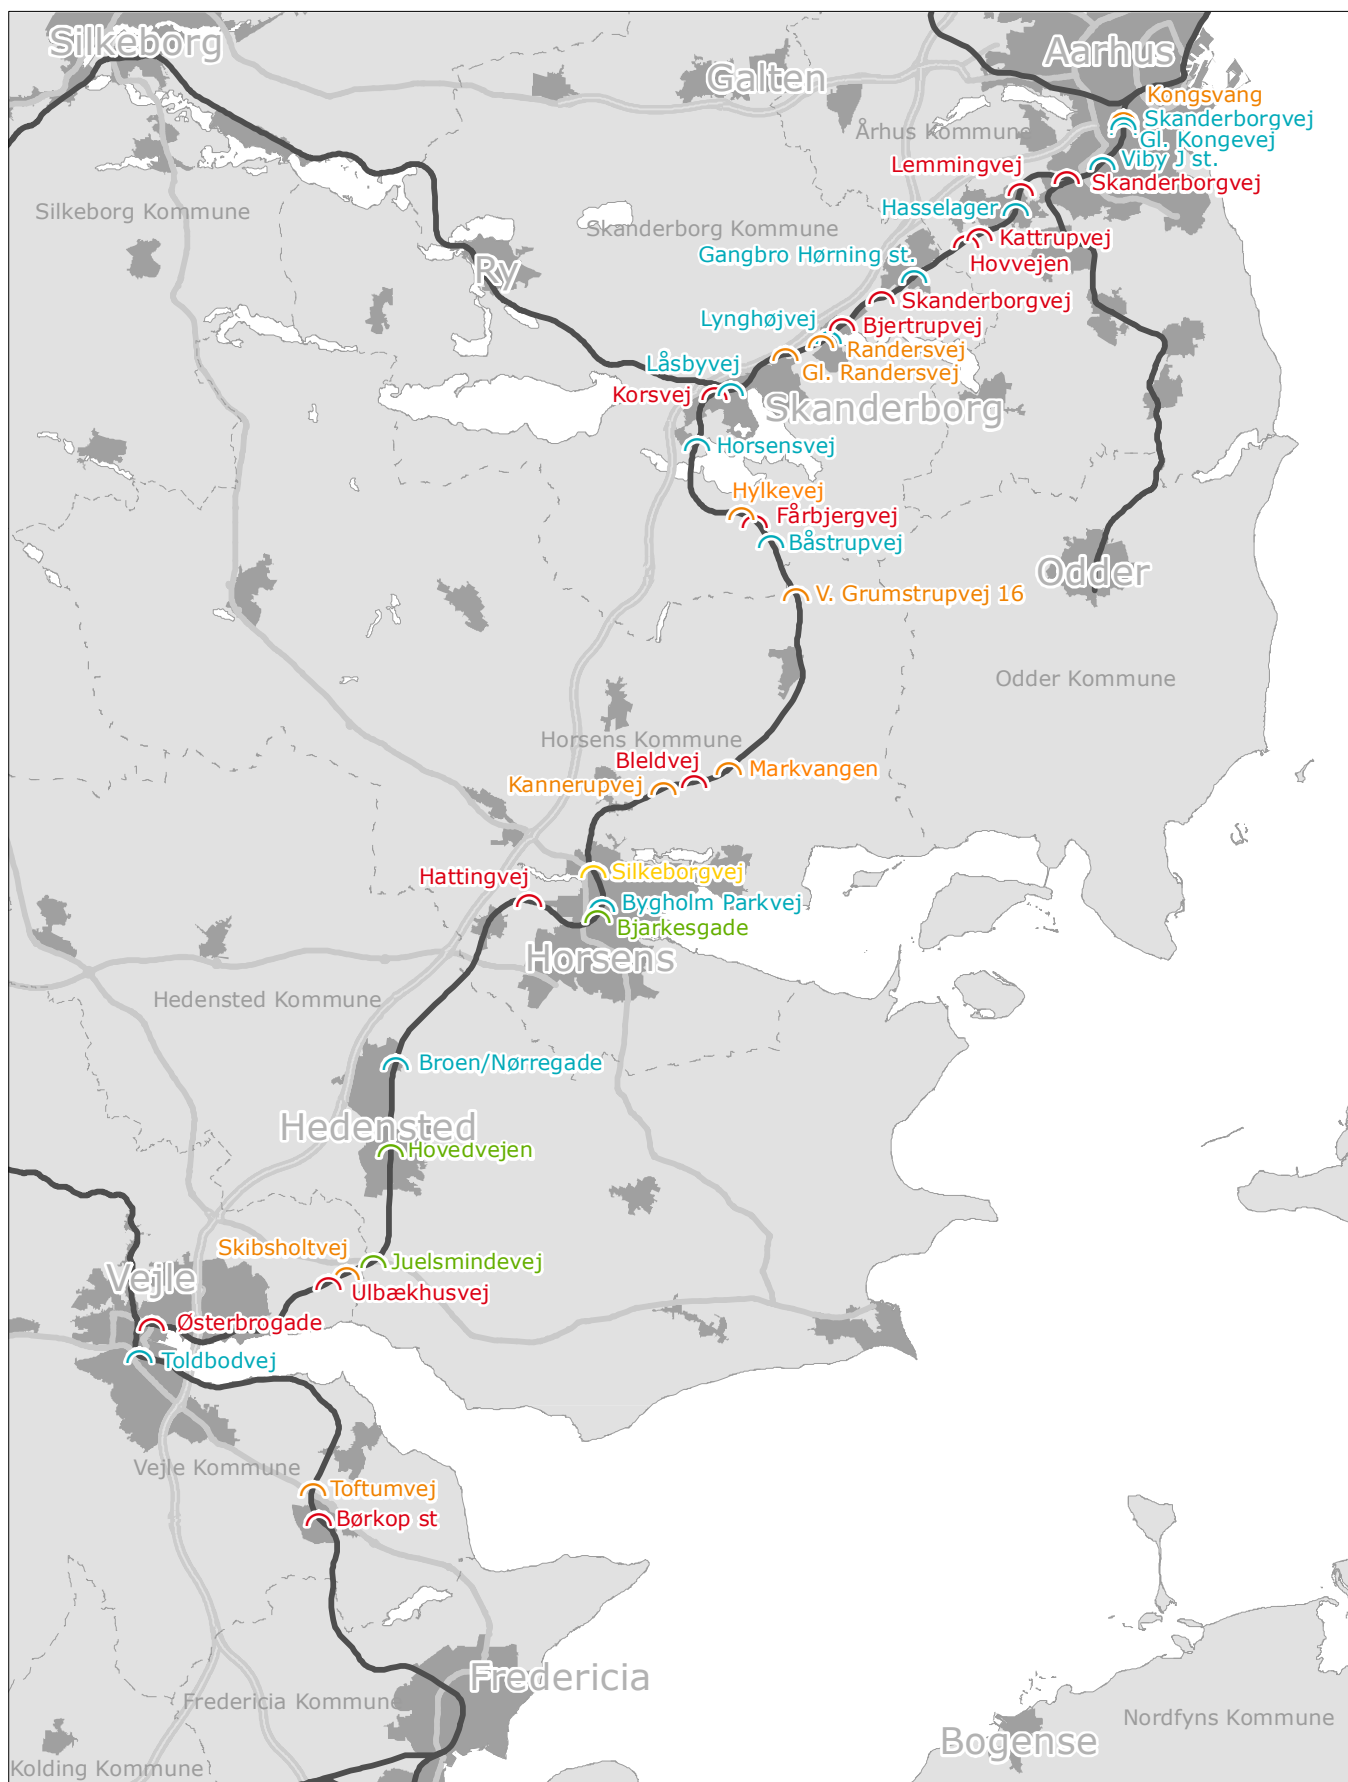 Silkeborg
Aarhus
Galten
Kongsvang
Skanderborgvej
Århus Kommune
Gl. Kongevej
Viby J st.
Lemmingvej
Skanderborgvej
Silkeborg Kommune
Hasselager
Skanderborg Kommune
Kattrupvej
Gangbro Hørning st.
Hovvejen
Ry
Skanderborgvej
Lynghøjvej
Bjertrupvej
Randersvej
Låsbyvej
Gl. Randersvej
Korsvej
Skanderborg
Horsensvej
Hylkevej
Fårbjergvej
Båstrupvej
Odder
V. Grumstrupvej 16
Odder Kommune
Horsens Kommune
Bleldvej
Markvangen
Kannerupvej
Silkeborgvej
Hattingvej
Bygholm Parkvej
Bjarkesgade
Horsens
Hedensted Kommune
Broen/Nørregade
Hedensted
Hovedvejen
Skibsholtvej
Juelsmindevej
Vejle
Ulbækhusvej
Østerbrogade
Toldbodvej
Vejle Kommune
Toftumvej
Børkop st
Fredericia
Fredericia Kommune
Nordfyns Kommune
Bogense
Kolding Kommune